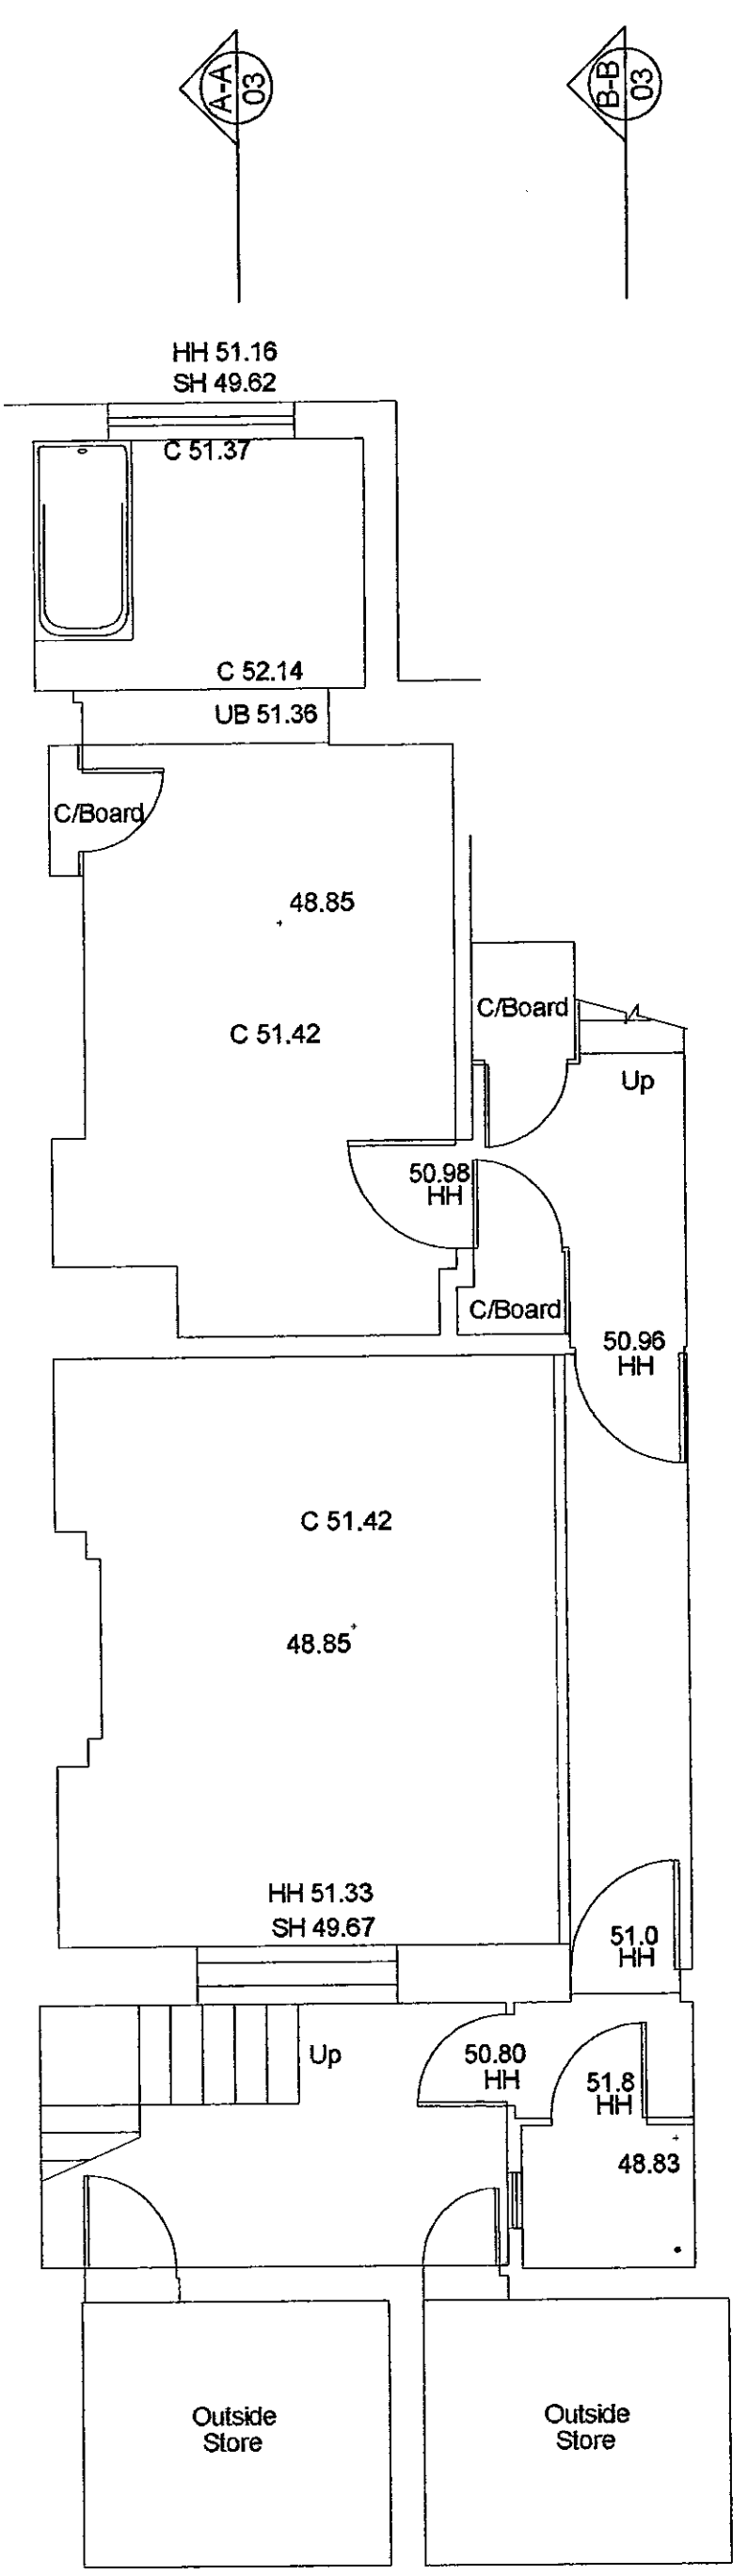 A-A
03
B-B
03
HH 51.16
SH 49.62
C 51.37
C 52.14
UB 51.36
C/Board
48.85
C 51.42
C/Board
Up
50.98
HH
C/Board
50.96
HH
C 51.42
48.85
HH 51.33
SH 49.67
51.0
HH
Up
50.80
HH
51.8
HH
48.83
Outside
Store
Outside
Store